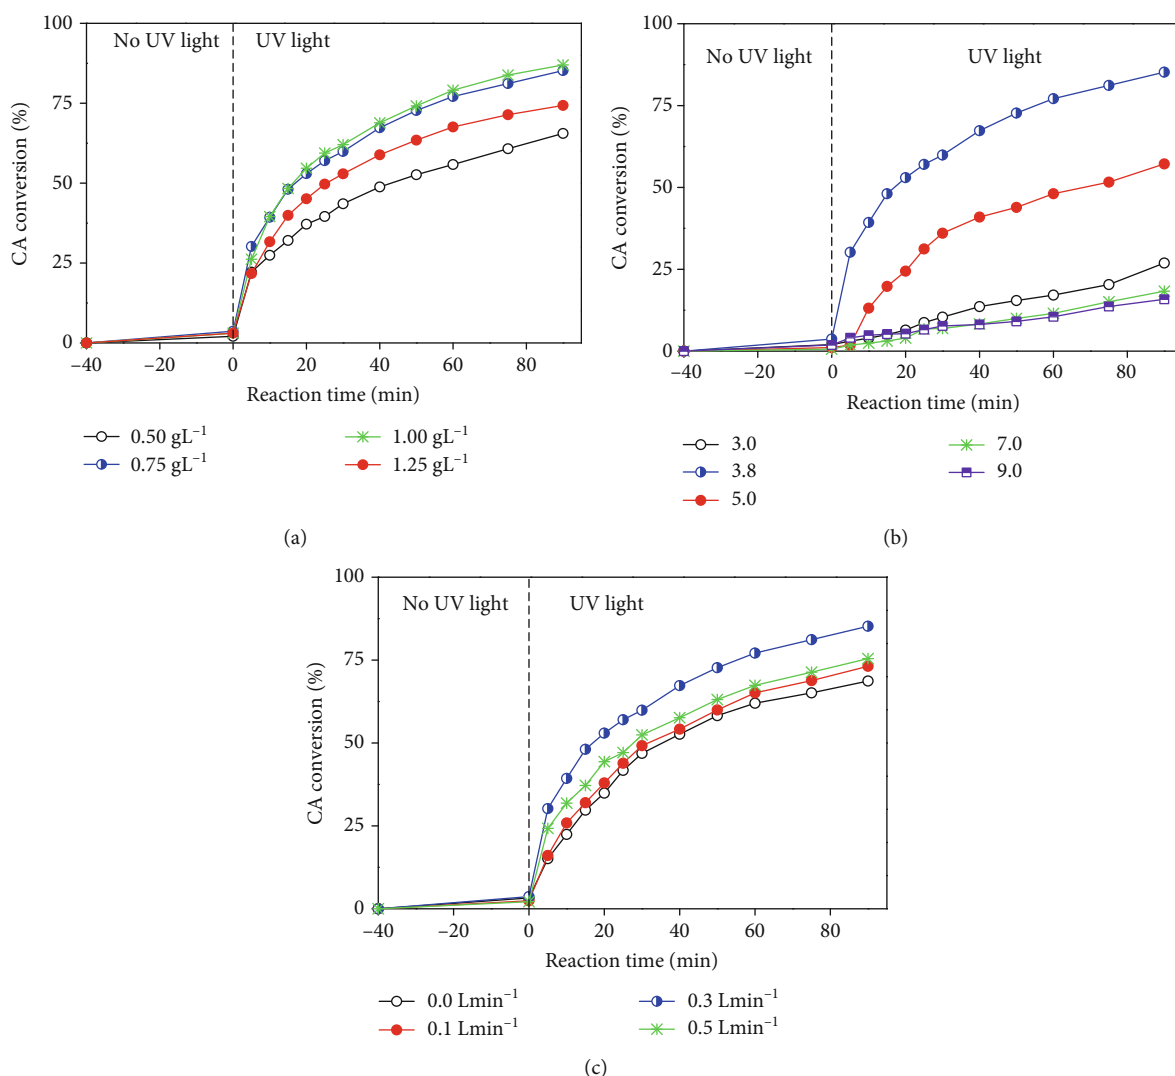 100
75
50
25
0
No UV light
UV light
CA conversion (%)
–40 –20 0 20 40 60 80
Reaction time (min)
0.50 gL⁻¹
0.75 gL⁻¹
1.00 gL⁻¹
1.25 gL⁻¹
(a)
100
75
50
25
0
No UV light
UV light
CA conversion (%)
–40 –20 0 20 40 60 80
Reaction time (min)
3.0
3.8
5.0
7.0
9.0
(b)
100
75
50
25
0
No UV light
UV light
CA conversion (%)
–40 –20 0 20 40 60 80
Reaction time (min)
0.0 Lmin⁻¹
0.1 Lmin⁻¹
0.3 Lmin⁻¹
0.5 Lmin⁻¹
(c)